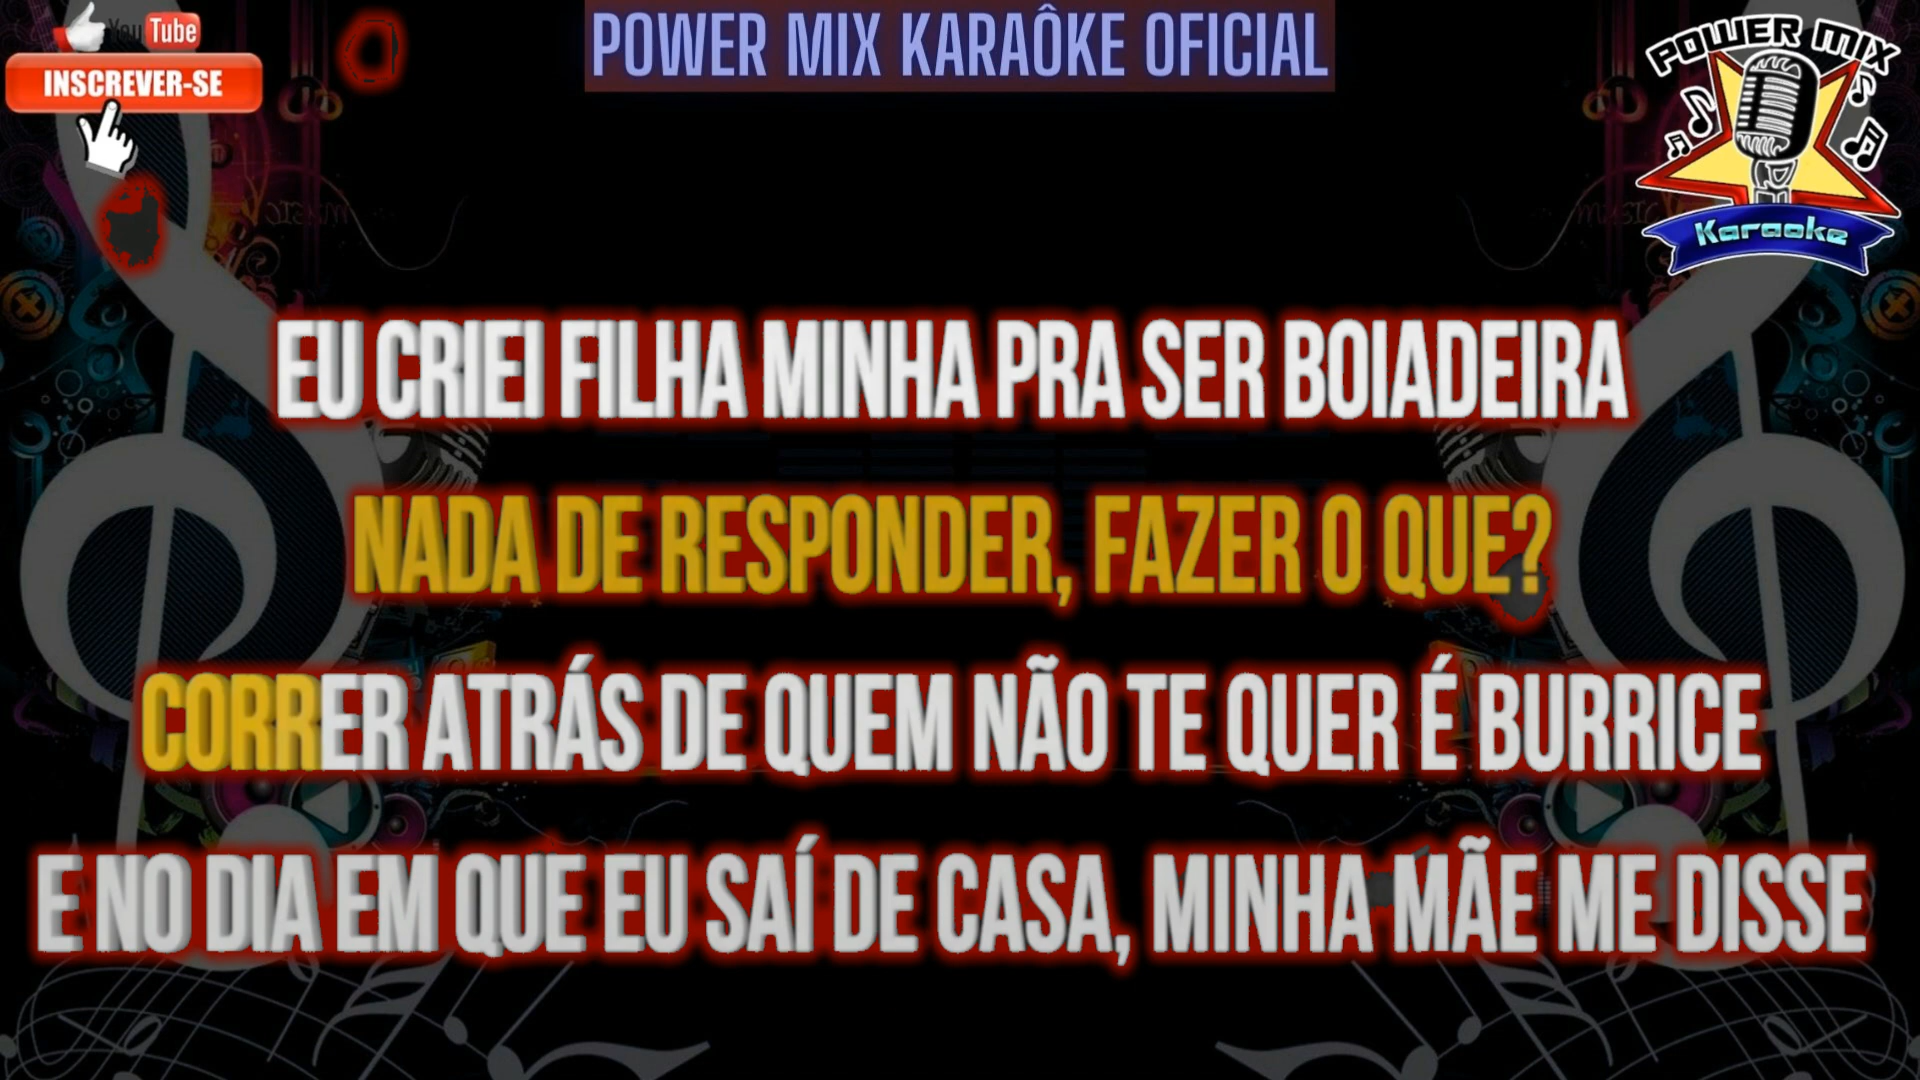 You Tube
INSCREVER-SE
POWER MIX KARAÔKE OFICIAL
POWER MIX
Karaoke
EU CRIEI FILHA MINHA PRA SER BOIADEIRA
NADA DE RESPONDER, FAZER O QUE?
CORRER ATRÁS DE QUEM NÃO TE QUER É BURRICE
E NO DIA EM QUE EU SAÍ DE CASA, MINHA MÃE ME DISSE